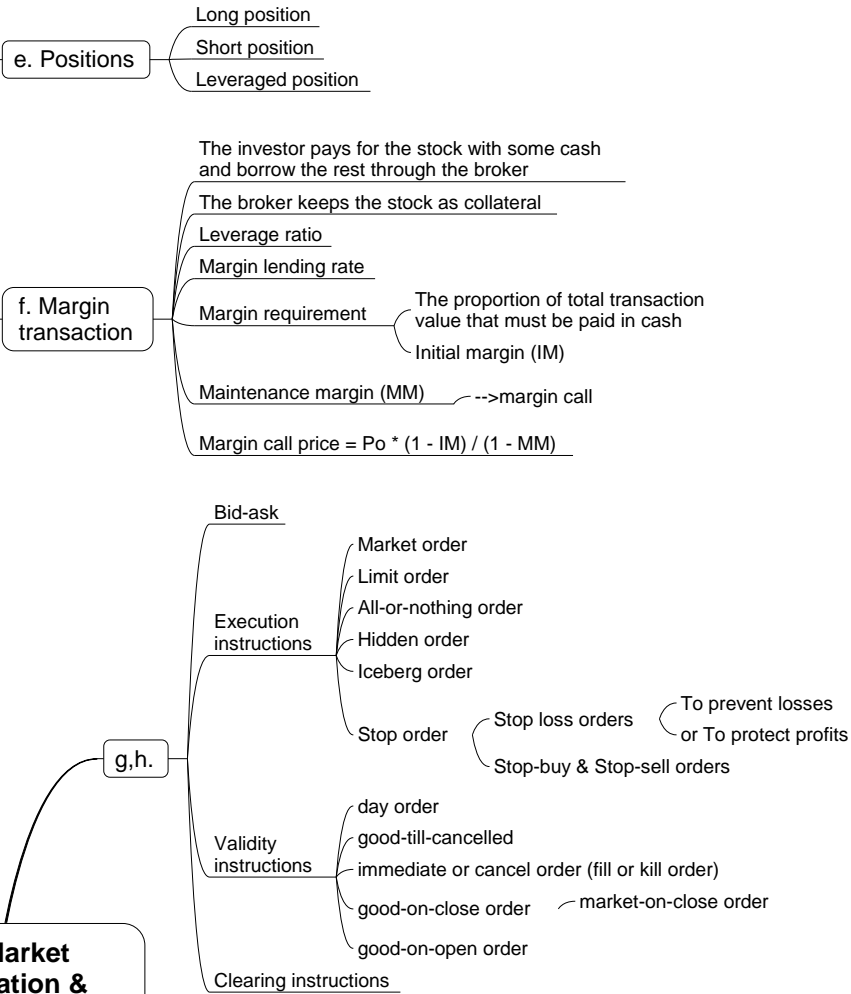 Long position
e. Positions
Short position
Leveraged position
The investor pays for the stock with some cash
and borrow the rest through the broker
The broker keeps the stock as collateral
Leverage ratio
Margin lending rate
f. Margin
transaction
Margin requirement
The proportion of total transaction
value that must be paid in cash
Initial margin (IM)
Maintenance margin (MM)
-->margin call
Margin call price = Po * (1 - IM) / (1 - MM)
g,h.
Bid-ask
Execution
instructions
Market order
Limit order
All-or-nothing order
Hidden order
Iceberg order
Stop order
Stop loss orders
To prevent losses
or To protect profits
Stop-buy & Stop-sell orders
Validity
instructions
day order
good-till-cancelled
immediate or cancel order (fill or kill order)
good-on-close order
market-on-close order
good-on-open order
Clearing instructions
&